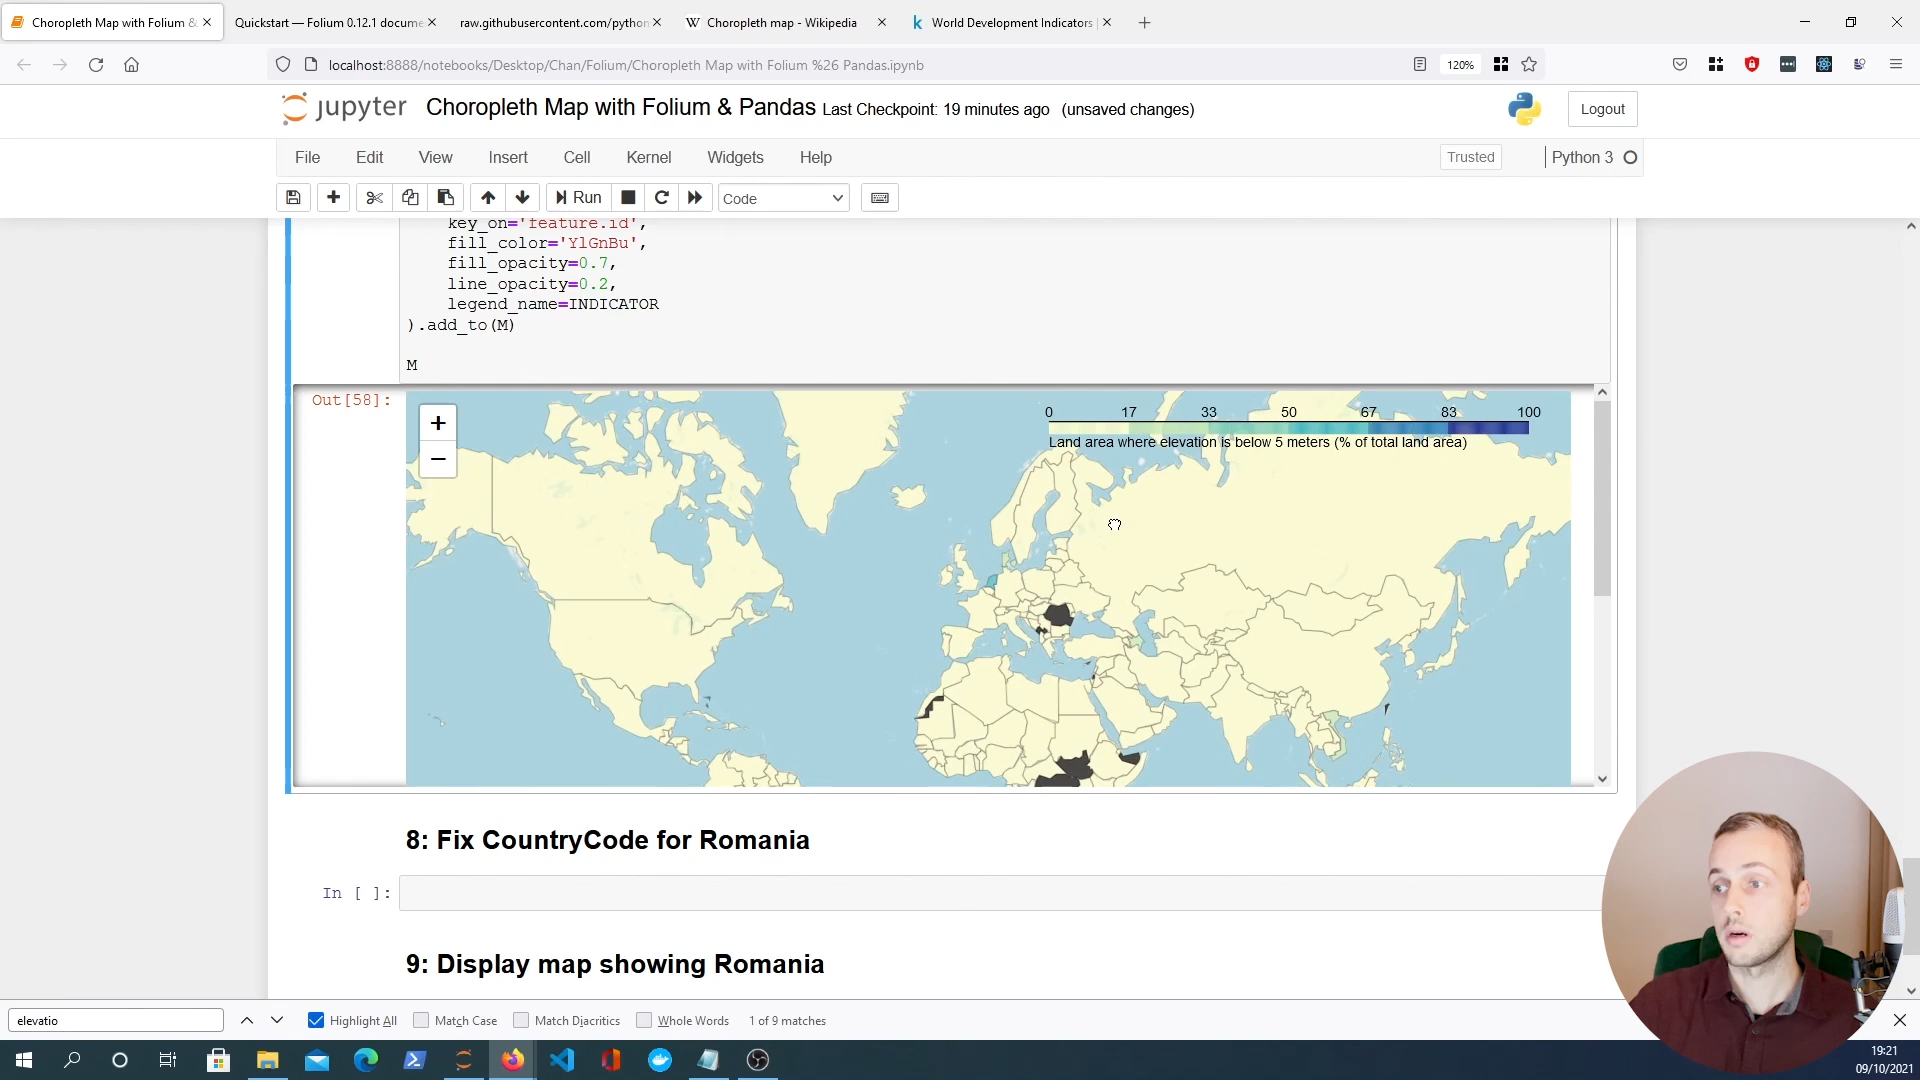 Choropleth Map with Folium &
Quickstart — Folium 0.12.1 docume
raw.githubusercontent.com/python
Choropleth map - Wikipedia
World Development Indicators |
localhost:8888/notebooks/Desktop/Chan/Folium/Choropleth Map with Folium %26 Pandas.ipynb
120%
jupyter Choropleth Map with Folium & Pandas Last Checkpoint: 19 minutes ago (unsaved changes)
Logout
File Edit View Insert Cell Kernel Widgets Help
Trusted
Python 3
Run
Code
key_on='feature.id',
fill_color='YlGnBu',
fill_opacity=0.7,
line_opacity=0.2,
legend_name=INDICATOR
).add_to(M)
M
Out[58]:
+
−
0 17 33 50 67 83 100
Land area where elevation is below 5 meters (% of total land area)
8: Fix CountryCode for Romania
In [ ]:
9: Display map showing Romania
elevatio
Highlight All
Match Case
Match Diacritics
Whole Words
1 of 9 matches
19:21
09/10/2021